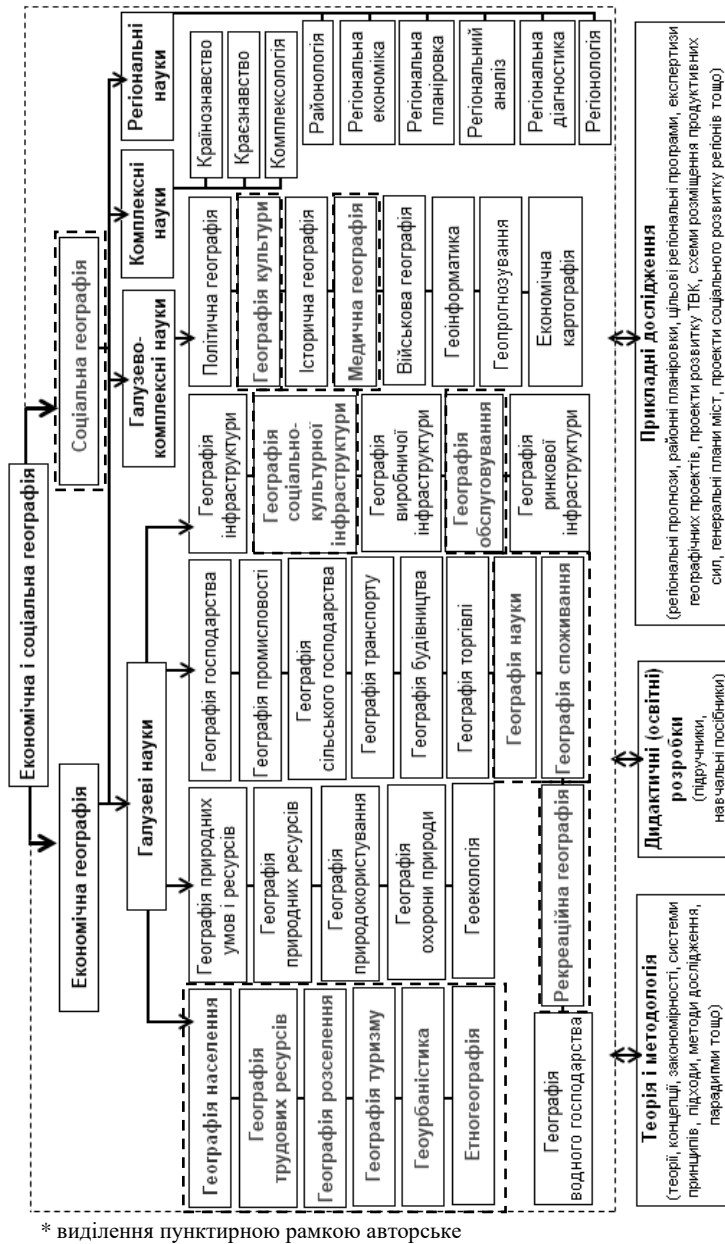 Економічна і соціальна географія
Економічна географія
Соціальна географія
Галузеві науки
Галузево-
комплексні науки
Комплексні
науки
Регіональні
науки
Географія населення
Географія
трудових ресурсів
Географія розселення
Географія туризму
Геоурбаністика
Етногеографія
Географія природних
умов і ресурсів
Географія
природних ресурсів
Географія
природокористування
Географія
охорони природи
Геоекологія
Географія
водного господарства
Рекреаційна географія
Географія господарства
Географія промисловості
Географія
сільського господарства
Географія транспорту
Географія будівництва
Географія торгівлі
Географія науки
Географія споживання
Географія
інфраструктури
Географія
соціально-
культурної
інфраструктури
Географія
виробничої
інфраструктури
Географія
обслуговування
Географія
ринкової
інфраструктури
Політична географія
Географія культури
Історична географія
Медична географія
Військова географія
Геоінформатика
Геопрогнозування
Економічна
картографія
Країнознавство
Краєзнавство
Комплексологія
Районологія
Регіональна
економіка
Регіональна
планіровка
Регіональний
аналіз
Регіональна
діагностика
Регіонологія
Теорія і методологія
(теорії, концепції, закономірності, системи
принципів, підходи, методи дослідження,
парадигми тощо)
Дидактичні (освітні)
розробки
(підручники,
навчальні посібники)
Прикладні дослідження
(регіональні прогнози, районні планіровки, цільові регіональні програми, експертизи
географічних проектів, проекти розвитку ТВК, схеми розміщення продуктивних
сил, генеральні плани міст, проекти соціального розвитку регіонів тощо)
* виділення пунктирною рамкою авторське